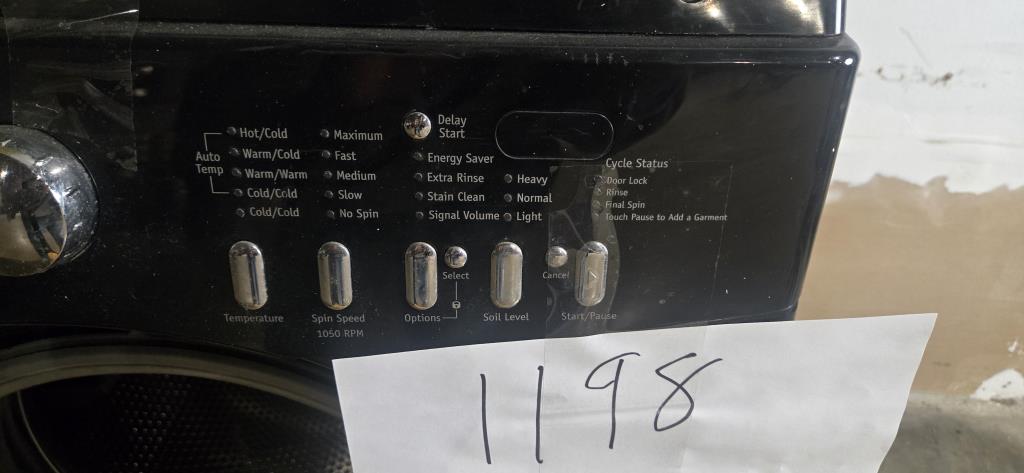 Auto
Temp
Hot/Cold
Warm/Cold
Warm/Warm
Cold/Cold
Cold/Cold
Temperature
Maximum
Fast
Medium
Slow
No Spin
Spin Speed
1050 RPM
Delay
Start
Energy Saver
Extra Rinse
Stain Clean
Signal Volume
Options
Select
Heavy
Normal
Light
Soil Level
Cycle Status
Door Lock
Rinse
Final Spin
Touch Pause to Add a Garment
Cancel
Start/Pause
1198